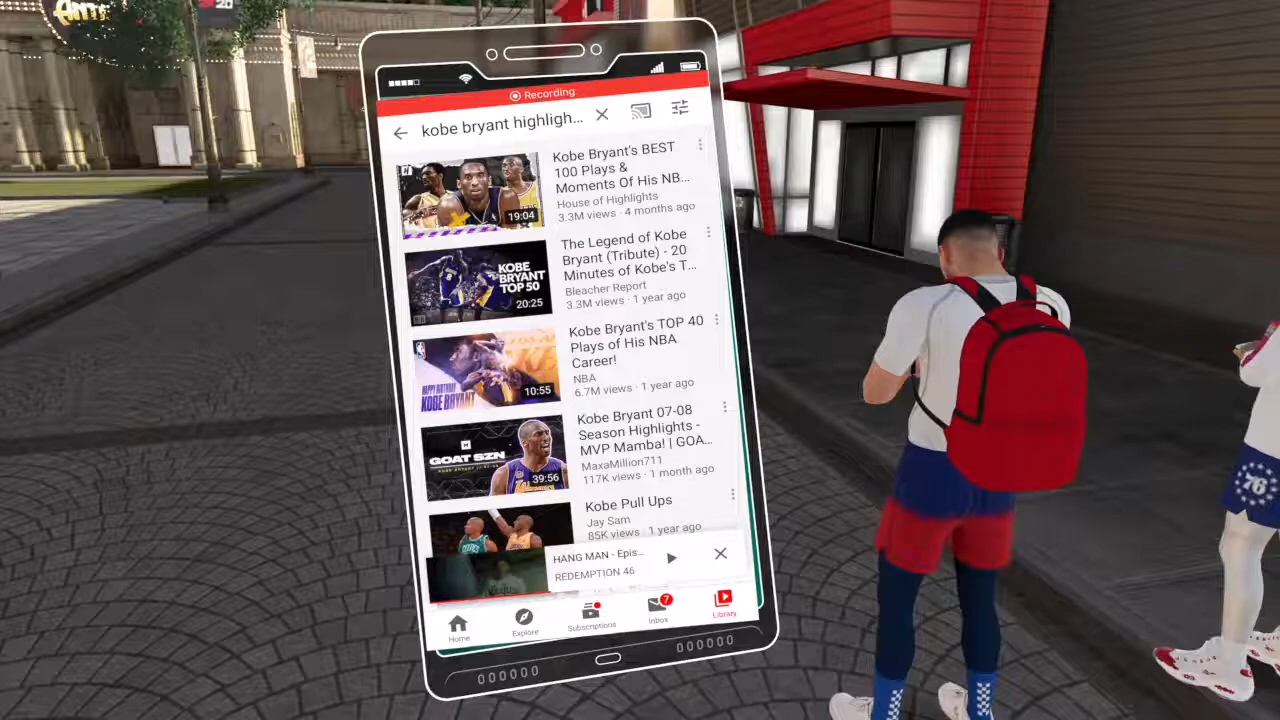 ANTE
20
Recording
kobe bryant highligh...
Kobe Bryant's BEST
100 Plays &
Moments Of His NB...
House of Highlights
3.3M views · 4 months ago
19:04
The Legend of Kobe
Bryant (Tribute) - 20
Minutes of Kobe's T...
Bleacher Report
3.3M views · 1 year ago
KOBE
BRYANT
TOP 50
20:25
Kobe Bryant's TOP 40
Plays of His NBA
Career!
NBA
6.7M views · 1 year ago
HAPPY BIRTHDAY
KOBE BRYANT
10:55
Kobe Bryant 07-08
Season Highlights -
MVP Mamba! | GOA...
MaxaMillion711
117K views · 1 month ago
GOAT SZN
39:56
Kobe Pull Ups
Jay Sam
85K views · 1 year ago
HANG MAN - Epis...
REDEMPTION 46
Home
Explore
Subscriptions
Inbox
7
Library
76